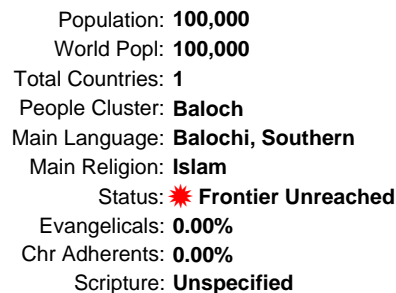 Population: 100,000
World Popl: 100,000
Total Countries: 1
People Cluster: Baloch
Main Language: Balochi, Southern
Main Religion: Islam
Status: Frontier Unreached
Evangelicals: 0.00%
Chr Adherents: 0.00%
Scripture: Unspecified